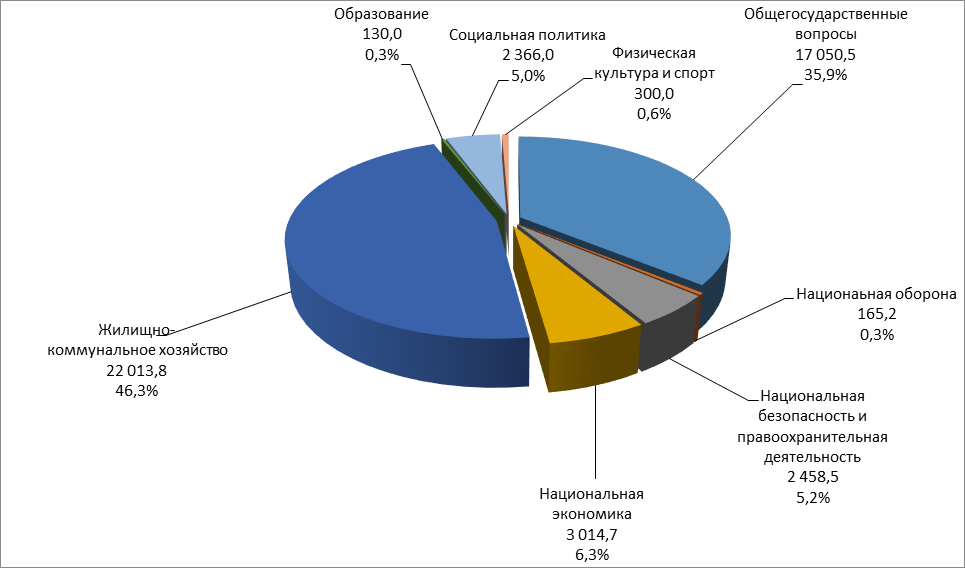 Образование
130,0
0,3%
Социальная политика
2 366,0
5,0%
Физическая
культура и спорт
300,0
0,6%
Общегосударственные
вопросы
17 050,5
35,9%
Национаьная оборона
165,2
0,3%
Национальная
безопасность и
правоохранительная
деятельность
2 458,5
5,2%
Национальная
экономика
3 014,7
6,3%
Жилищно-
коммунальное хозяйство
22 013,8
46,3%